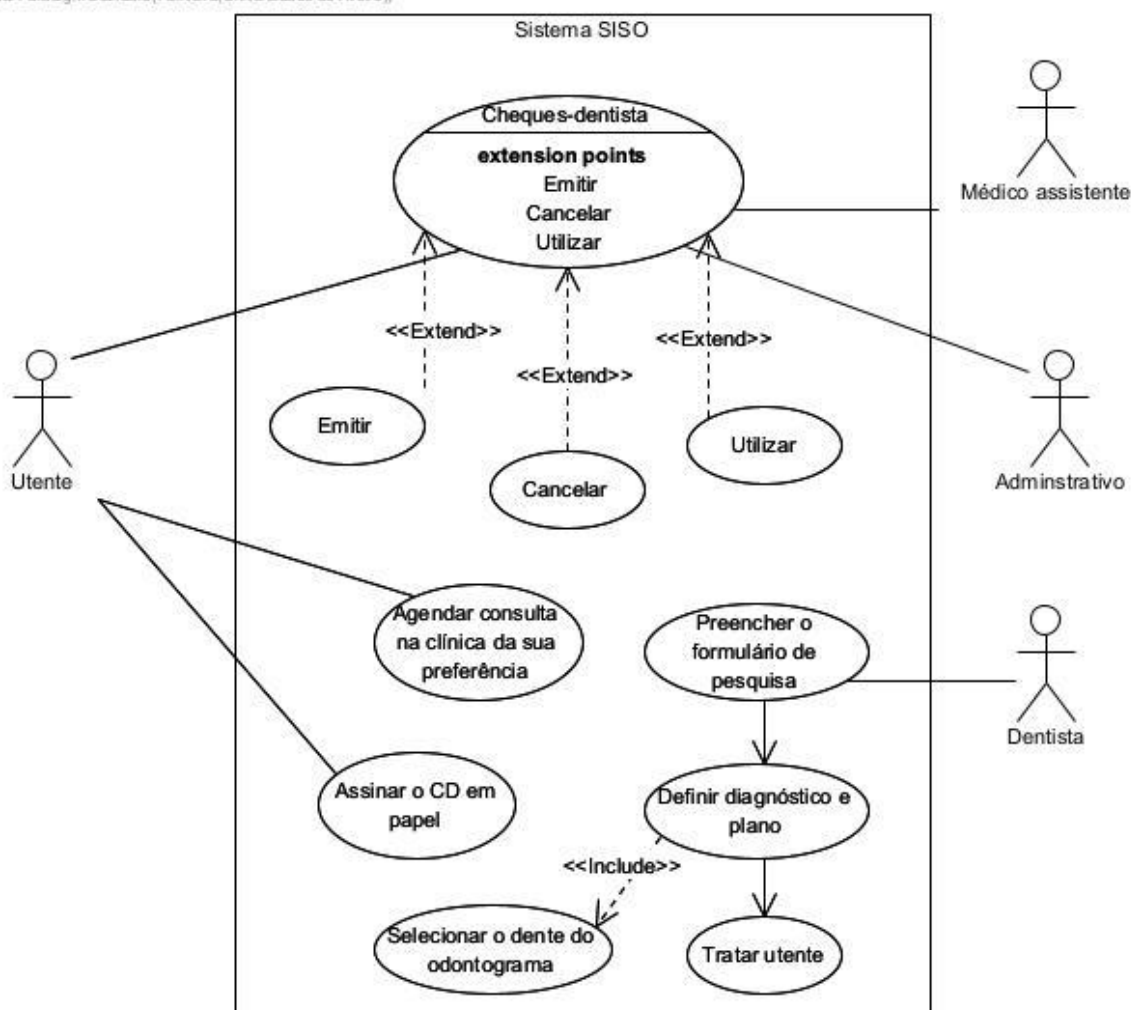 Sistema SISO
Cheques-dentista
extension points
Emitir
Cancelar
Utilizar
Médico assistente
<<Extend>>
<<Extend>>
<<Extend>>
Emitir
Utilizar
Cancelar
Utente
Adminstrativo
Agendar consulta
na clínica da sua
preferência
Preencher o
formulário de
pesquisa
Dentista
Assinar o CD em
papel
Definir diagnóstico e
plano
<<Include>>
Selecionar o dente do
odontograma
Tratar utente